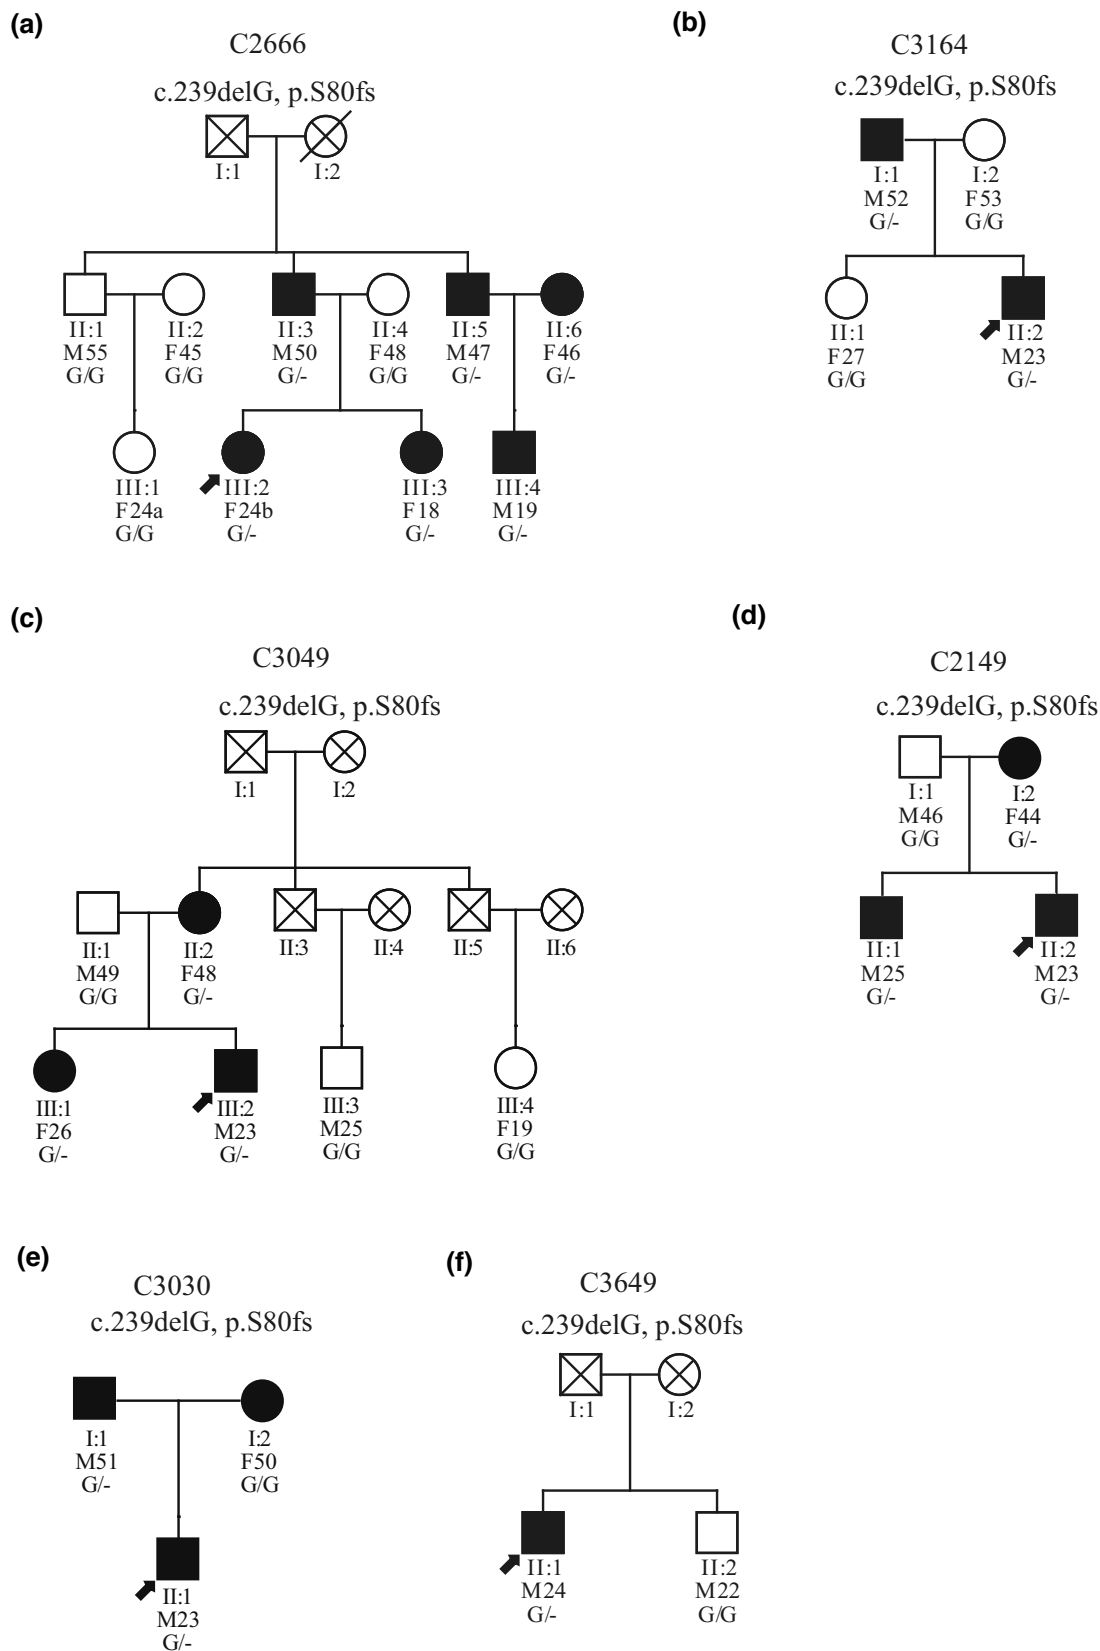 (a)
C2666
c.239delG, p.S80fs
I:1 I:2
II:1 II:2 II:3 II:4 II:5 II:6
M55 F45 M50 F48 M47 F46
G/G G/G G/- G/G G/- G/-
III:1 III:2 III:3 III:4
F24a F24b F18 M19
G/G G/- G/- G/-
(b)
C3164
c.239delG, p.S80fs
I:1 I:2
M52 F53
G/- G/G
II:1 II:2
F27 M23
G/G G/-
(c)
C3049
c.239delG, p.S80fs
I:1 I:2
II:1 II:2 II:3 II:4 II:5 II:6
M49 F48
G/G G/-
III:1 III:2 III:3 III:4
F26 M23 M25 F19
G/- G/- G/G G/G
(d)
C2149
c.239delG, p.S80fs
I:1 I:2
M46 F44
G/G G/-
II:1 II:2
M25 M23
G/- G/-
(e)
C3030
c.239delG, p.S80fs
I:1 I:2
M51 F50
G/- G/G
II:1
M23
G/-
(f)
C3649
c.239delG, p.S80fs
I:1 I:2
II:1 II:2
M24 M22
G/- G/G